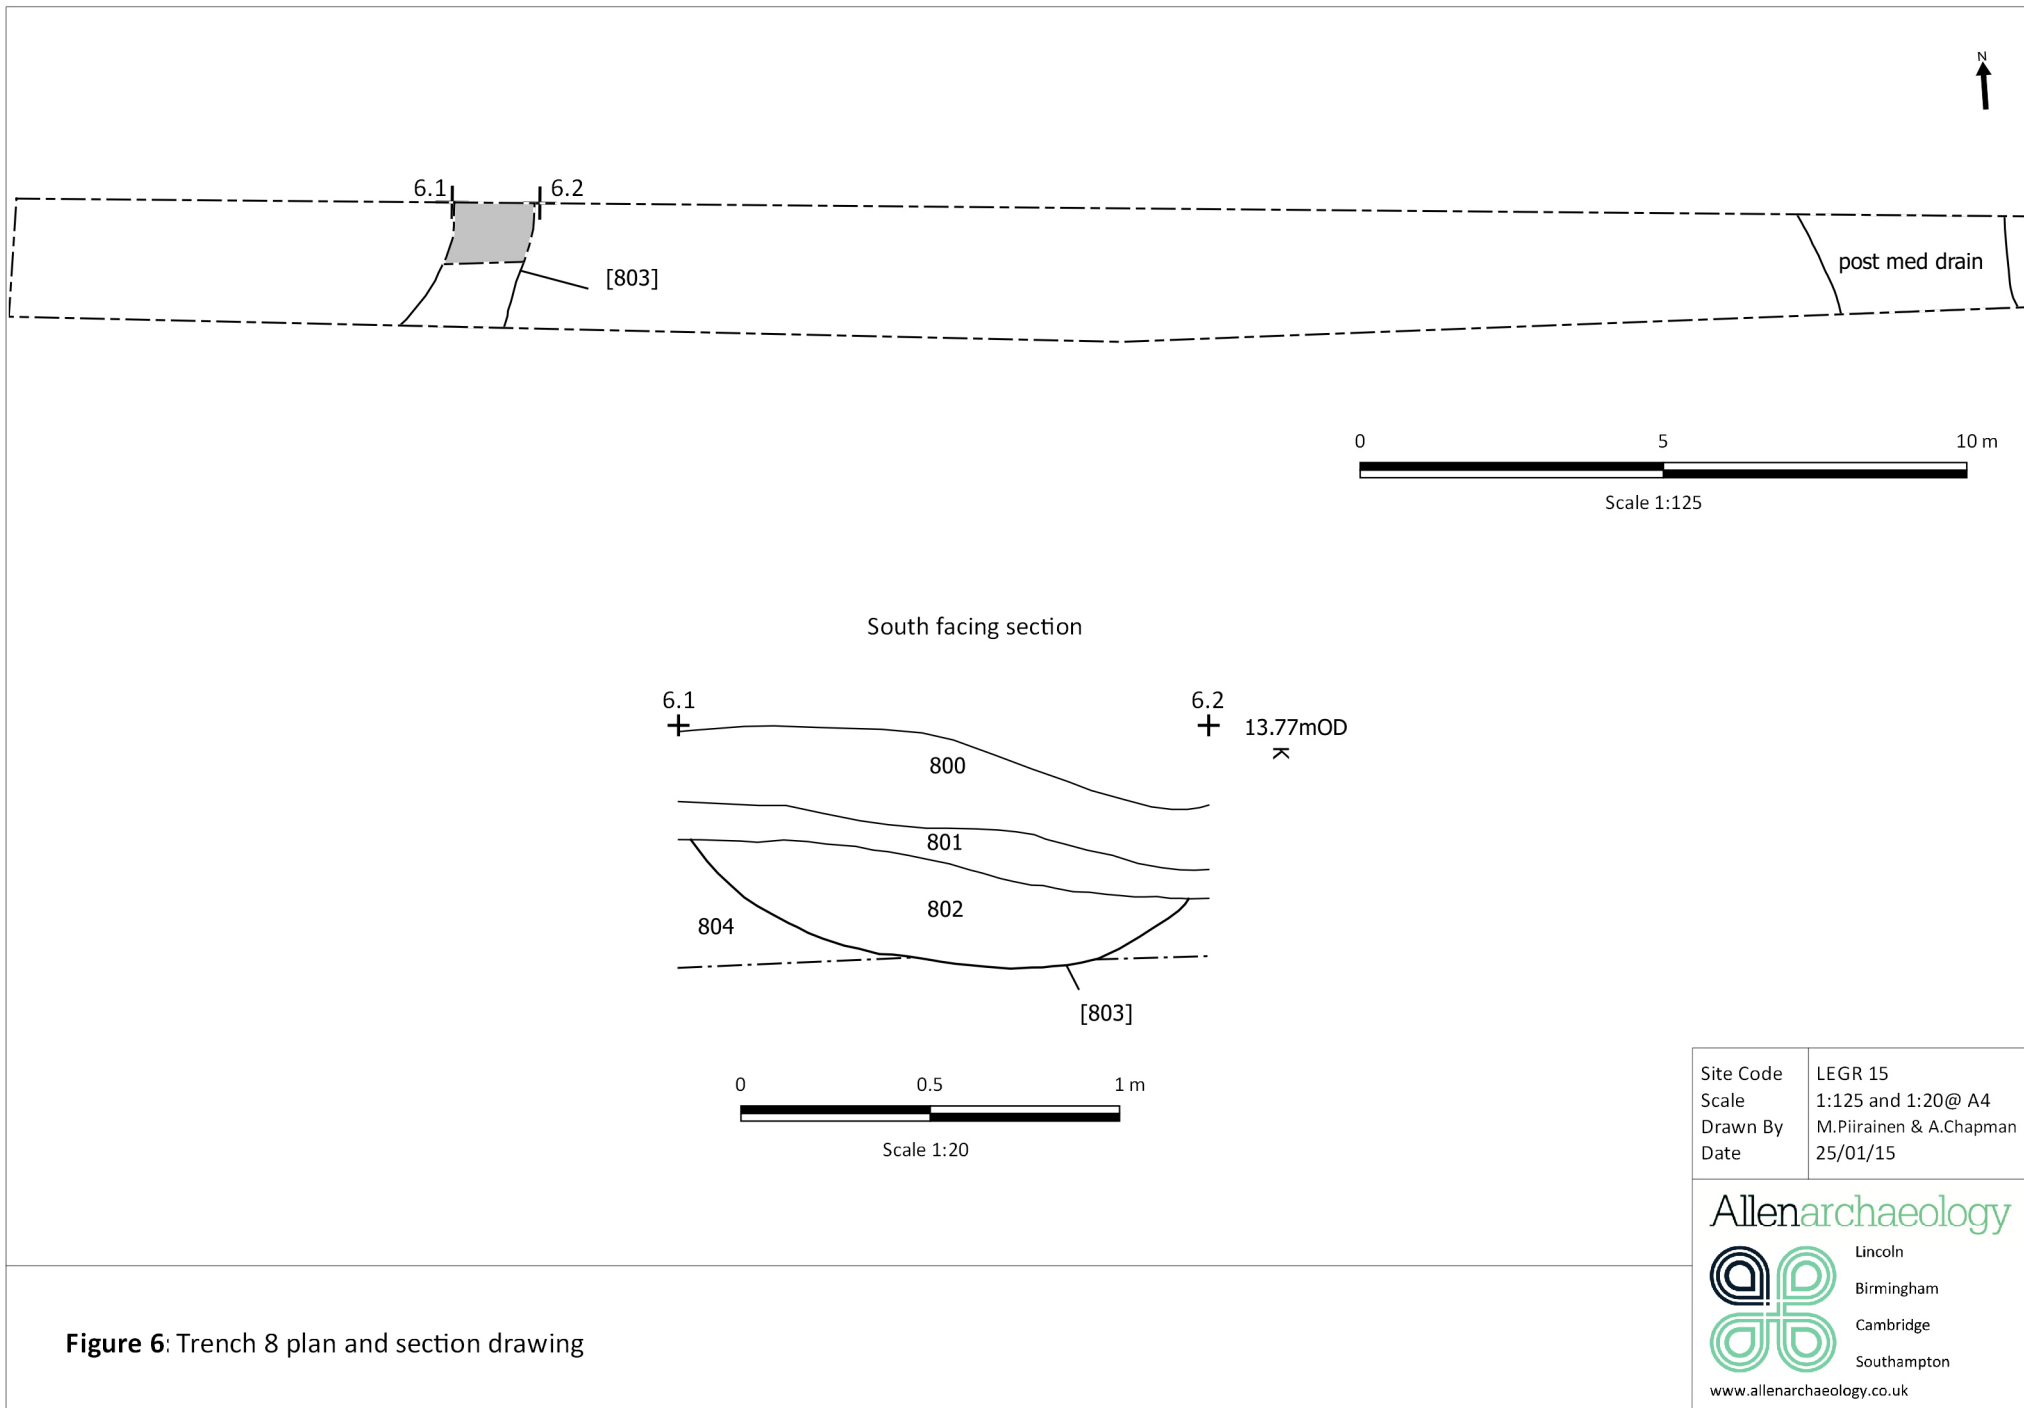 N
6.1
6.2
[803]
post med drain
0 5 10 m
Scale 1:125
South facing section
6.1
6.2
13.77mOD
K
800
801
802
804
[803]
0 0.5 1 m
Scale 1:20
Site Code LEGR 15
Scale 1:125 and 1:20@ A4
Drawn By M.Piirainen & A.Chapman
Date 25/01/15
Allenarchaeology
Lincoln
Birmingham
Cambridge
Southampton
www.allenarchaeology.co.uk
Figure 6: Trench 8 plan and section drawing